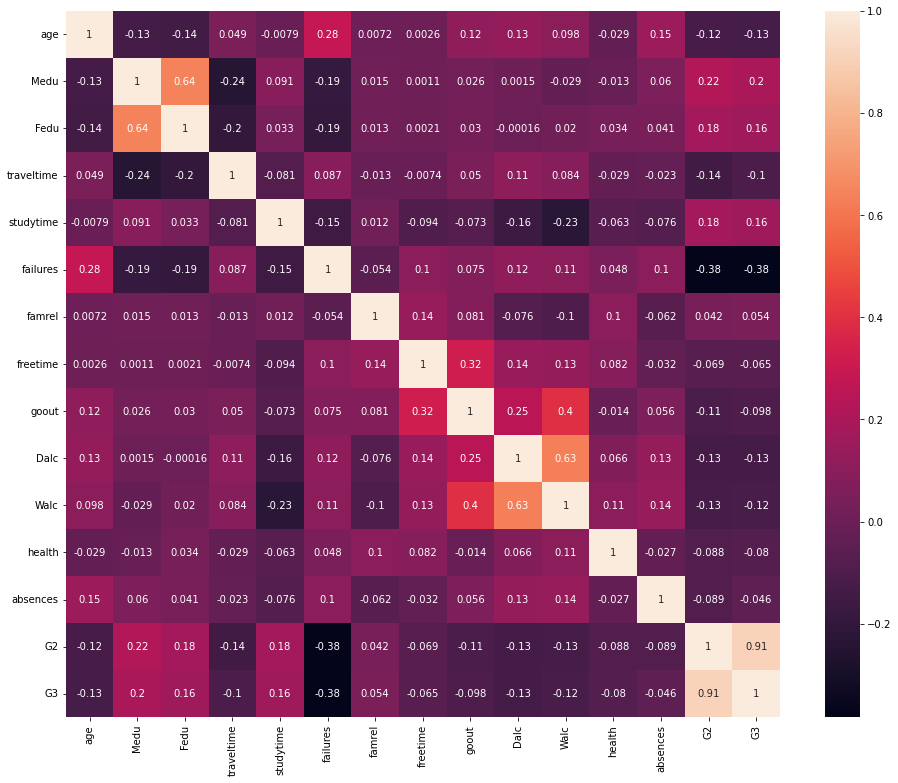 age 1 -0.13 -0.14 0.049 -0.0079 0.28 0.0072 0.0026 0.12 0.13 0.098 -0.029 0.15 -0.12 -0.13
Medu -0.13 1 0.64 -0.24 0.091 -0.19 0.015 0.0011 0.026 0.0015 -0.029 -0.013 0.06 0.22 0.2
Fedu -0.14 0.64 1 -0.2 0.033 -0.19 0.013 0.0021 0.03 -0.00016 0.02 0.034 0.041 0.18 0.16
traveltime 0.049 -0.24 -0.2 1 -0.081 0.087 -0.013 -0.0074 0.05 0.11 0.084 -0.029 -0.023 -0.14 -0.1
studytime -0.0079 0.091 0.033 -0.081 1 -0.15 0.012 -0.094 -0.073 -0.16 -0.23 -0.063 -0.076 0.18 0.16
failures 0.28 -0.19 -0.19 0.087 -0.15 1 -0.054 0.1 0.075 0.12 0.11 0.048 0.1 -0.38 -0.38
famrel 0.0072 0.015 0.013 -0.013 0.012 -0.054 1 0.14 0.081 -0.076 -0.1 0.1 -0.062 0.042 0.054
freetime 0.0026 0.0011 0.0021 -0.0074 -0.094 0.1 0.14 1 0.32 0.14 0.13 0.082 -0.032 -0.069 -0.065
goout 0.12 0.026 0.03 0.05 -0.073 0.075 0.081 0.32 1 0.25 0.4 -0.014 0.056 -0.11 -0.098
Dalc 0.13 0.0015 -0.00016 0.11 -0.16 0.12 -0.076 0.14 0.25 1 0.63 0.066 0.13 -0.13 -0.13
Walc 0.098 -0.029 0.02 0.084 -0.23 0.11 -0.1 0.13 0.4 0.63 1 0.11 0.14 -0.13 -0.12
health -0.029 -0.013 0.034 -0.029 -0.063 0.048 0.1 0.082 -0.014 0.066 0.11 1 -0.027 -0.088 -0.08
absences 0.15 0.06 0.041 -0.023 -0.076 0.1 -0.062 -0.032 0.056 0.13 0.14 -0.027 1 -0.089 -0.046
G2 -0.12 0.22 0.18 -0.14 0.18 -0.38 0.042 -0.069 -0.11 -0.13 -0.13 -0.088 -0.089 1 0.91
G3 -0.13 0.2 0.16 -0.1 0.16 -0.38 0.054 -0.065 -0.098 -0.13 -0.12 -0.08 -0.046 0.91 1
age Medu Fedu traveltime studytime failures famrel freetime goout Dalc Walc health absences G2 G3
1.0
0.8
0.6
0.4
0.2
0.0
−0.2